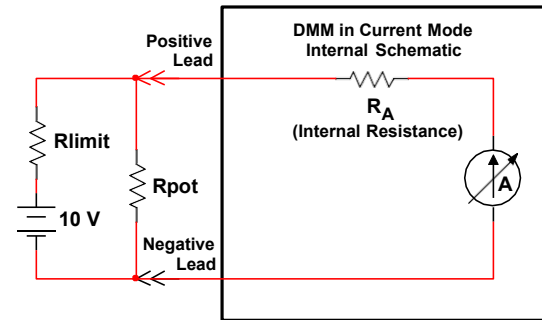 Positive
Lead
DMM in Current Mode
Internal Schematic
RA
(Internal Resistance)
Rlimit
Rpot
A
10 V
Negative
Lead